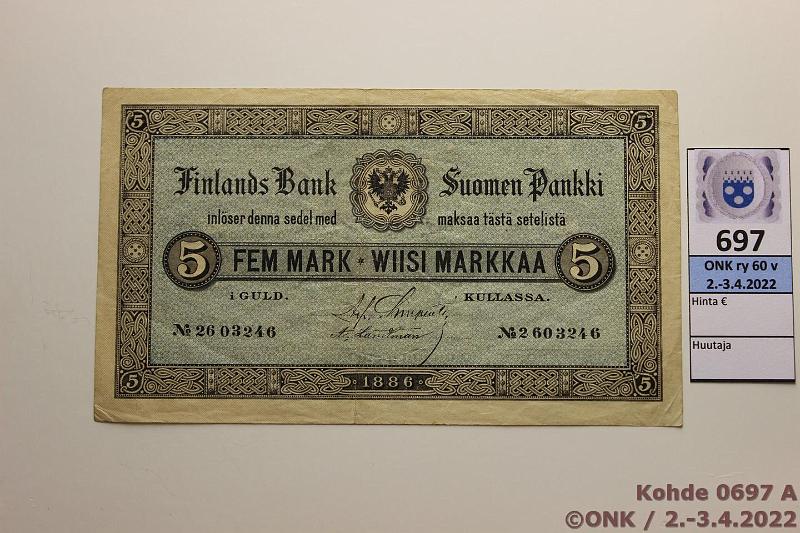 5 5
Finlands Bank Suomen Pankki
inlöser denna sedel med maksaa tästä setelistä
5 FEM MARK * WIISI MARKKAA 5
i GULD. KULLASSA.
№ 2603246 № 2603246
5 1886 5
697
ONK ry 60 v
2.-3.4.2022
Hinta €
Huutaja
Kohde 0697 A
©ONK / 2.-3.4.2022